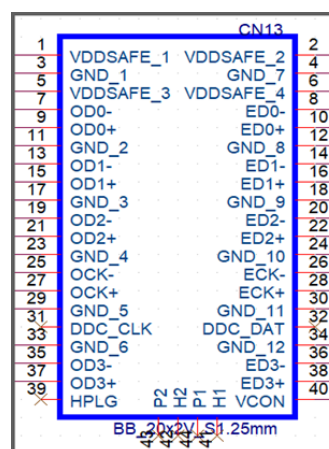 CN13
1 VDDSAFE_1 VDDSAFE_2 2
3 GND_1 GND_7 4
5 VDDSAFE_3 VDDSAFE_4 6
7 OD0- ED0- 8
9 OD0+ ED0+ 10
11 GND_2 GND_8 12
13 OD1- ED1- 14
15 OD1+ ED1+ 16
17 GND_3 GND_9 18
19 OD2- ED2- 20
21 OD2+ ED2+ 22
23 GND_4 GND_10 24
25 OCK- ECK- 26
27 OCK+ ECK+ 28
29 GND_5 GND_11 30
31 DDC_CLK DDC_DAT 32
33 GND_6 GND_12 34
35 OD3- ED3- 36
37 OD3+ ED3+ 38
39 HPLG P2 H2 P1 H1 VCON 40
BB_20x2V_S1.25mm